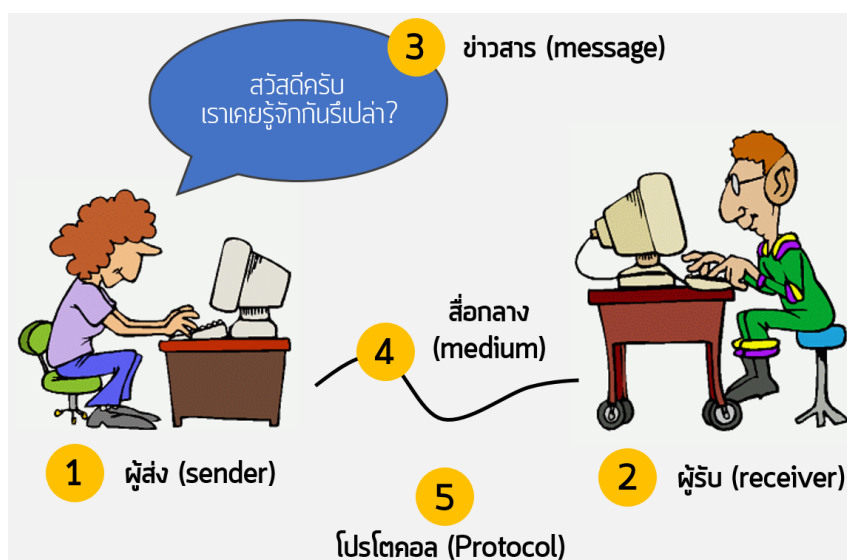 3 ข่าวสาร (message)
สวัสดีครับ
เราเคยรู้จักกันรึเปล่า?
4 สื่อกลาง
(medium)
1 ผู้ส่ง (sender)
2 ผู้รับ (receiver)
5
โปรโตคอล (Protocol)